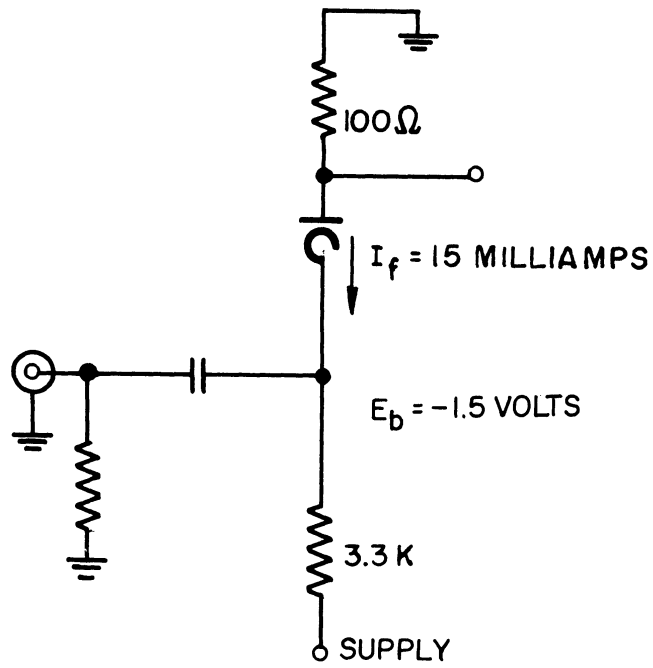 100Ω
I_f = 15 MILLIAMPS
E_b = -1.5 VOLTS
3.3 K
SUPPLY